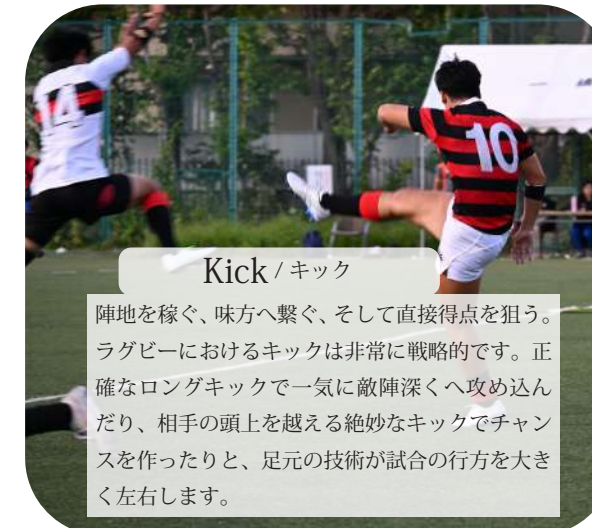 14
10
Kick / キック
陣地を稼ぐ、味方へ繋ぐ、そして直接得点を狙う。
ラグビーにおけるキックは非常に戦略的です。正
確なロングキックで一気に敵陣深くへ攻め込ん
だり、相手の頭上を越える絶妙なキックでチャン
スを作ったりと、足元の技術が試合の行方を大き
く左右します。